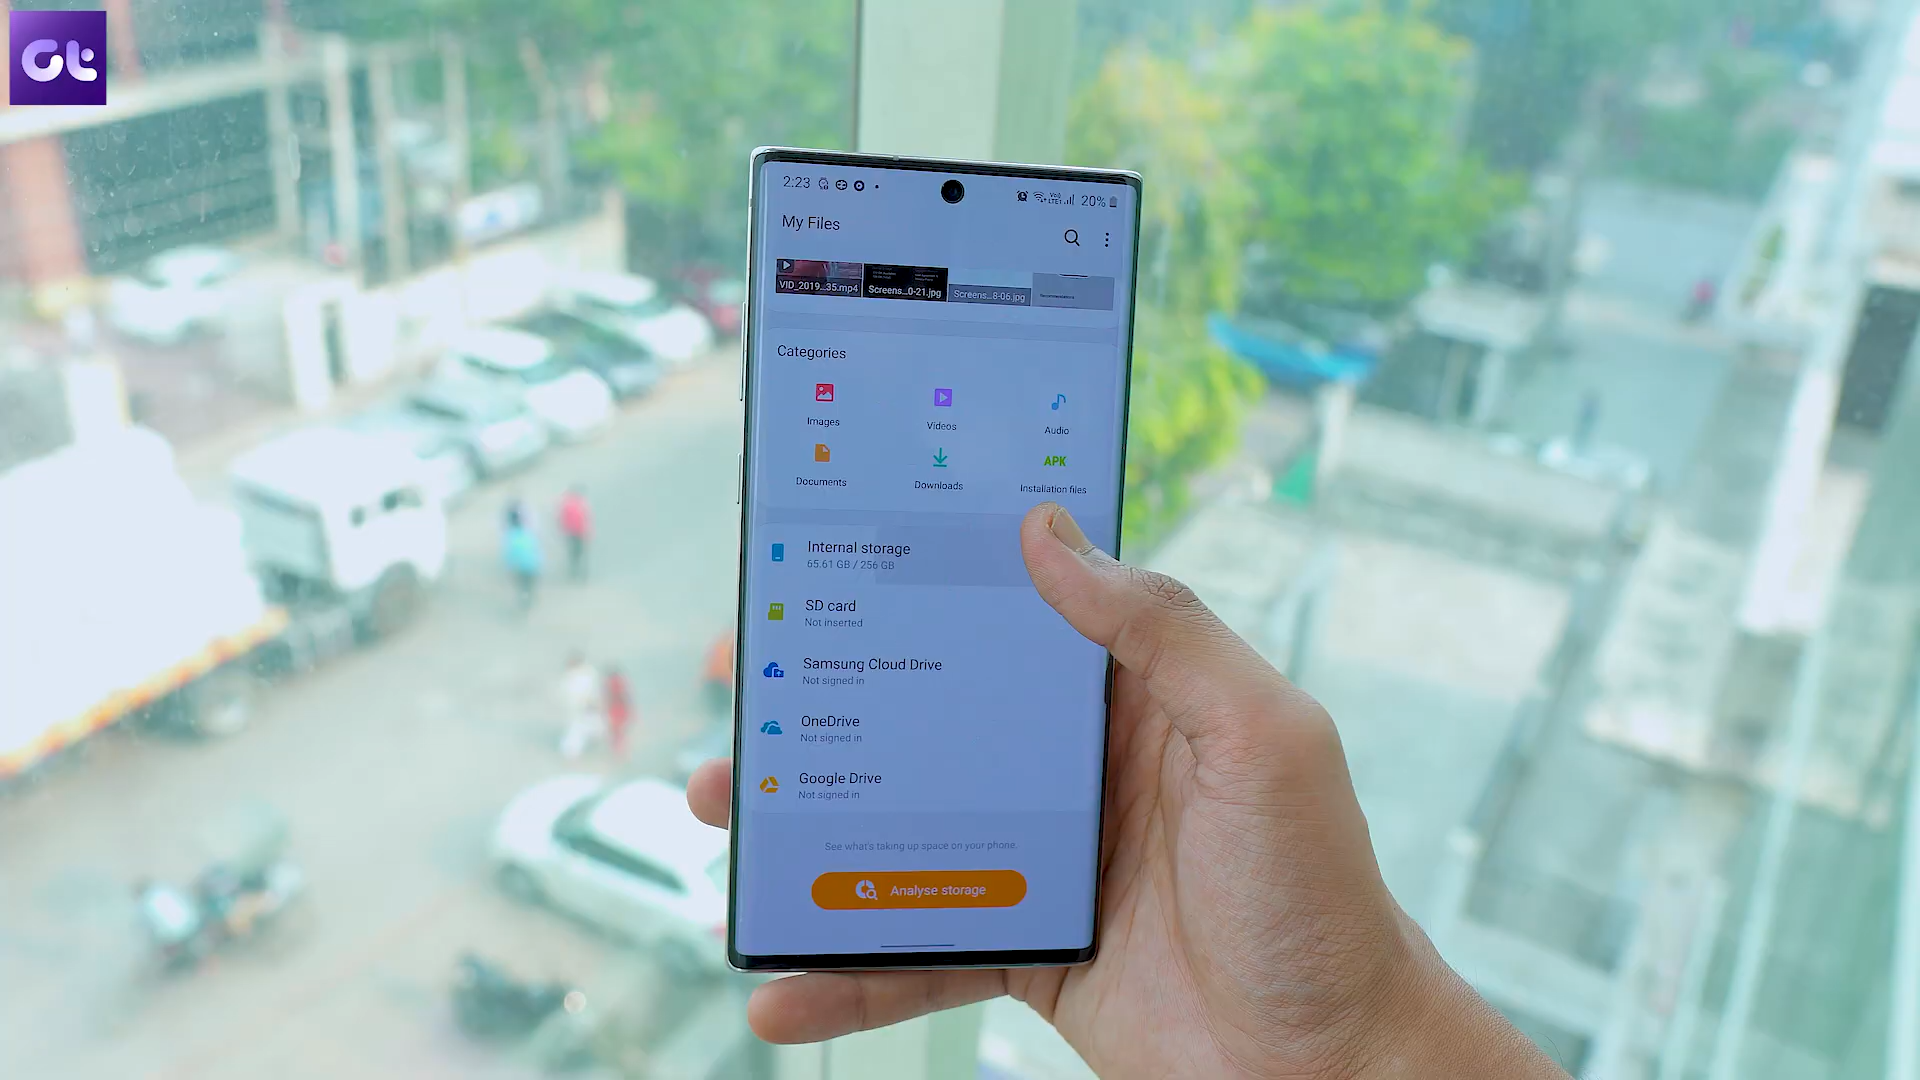 Gt
2:23
VoLTE1 20%
My Files
VID_2019...35.mp4 Screens...0-21.jpg Screens...8-06.jpg
Categories
Images Videos Audio
Documents APK Downloads Installation files
Internal storage
65.61 GB / 256 GB
SD card
Not inserted
Samsung Cloud Drive
Not signed in
OneDrive
Not signed in
Google Drive
Not signed in
See what's taking up space on your phone.
Analyse storage